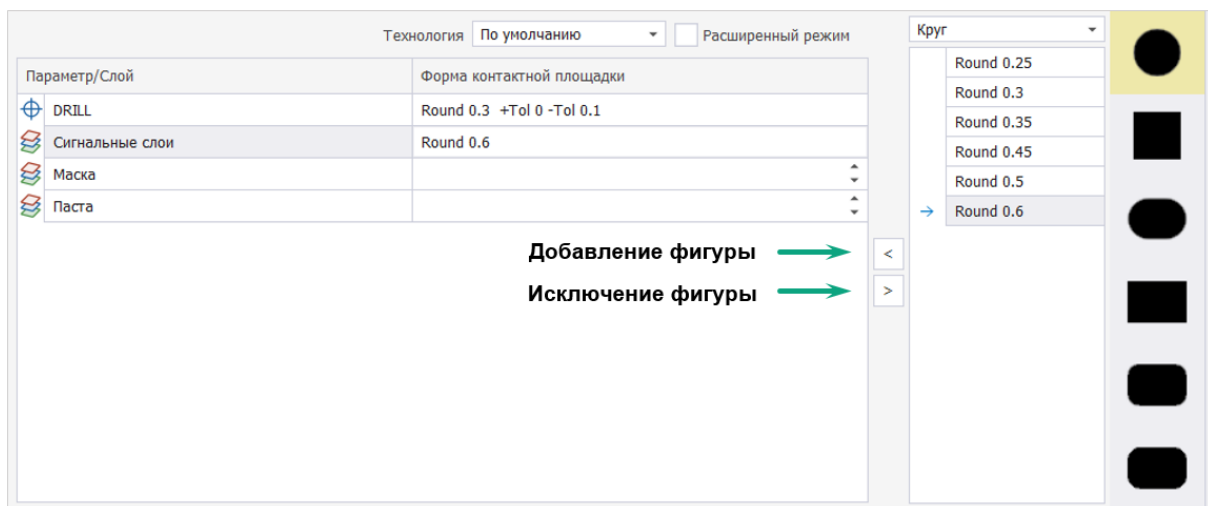 Технология По умолчанию Расширенный режим
Круг
Параметр/Слой Форма контактной площадки
DRILL Round 0.3 +Tol 0 -Tol 0.1
Сигнальные слои Round 0.6
Маска
Паста
Добавление фигуры
<
Исключение фигуры
>
Round 0.25
Round 0.3
Round 0.35
Round 0.45
Round 0.5
Round 0.6